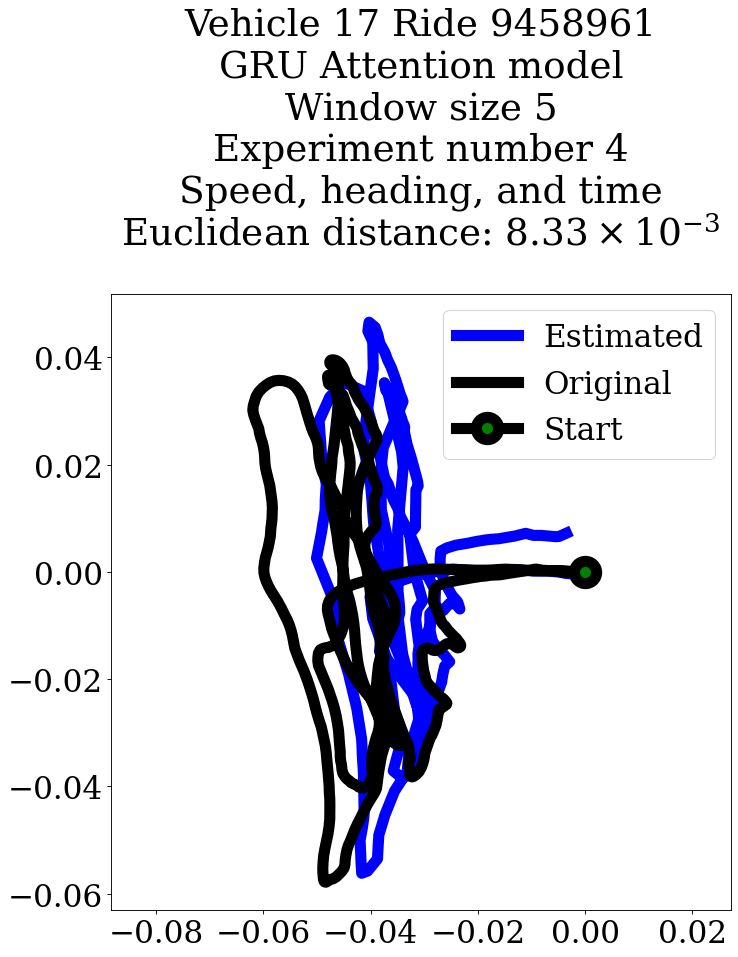 Vehicle 17 Ride 9458961
GRU Attention model
Window size 5
Experiment number 4
Speed, heading, and time
Euclidean distance: 8.33 × 10⁻³
Estimated
Original
Start
0.04
0.02
0.00
−0.02
−0.04
−0.06
−0.08 −0.06 −0.04 −0.02 0.00 0.02